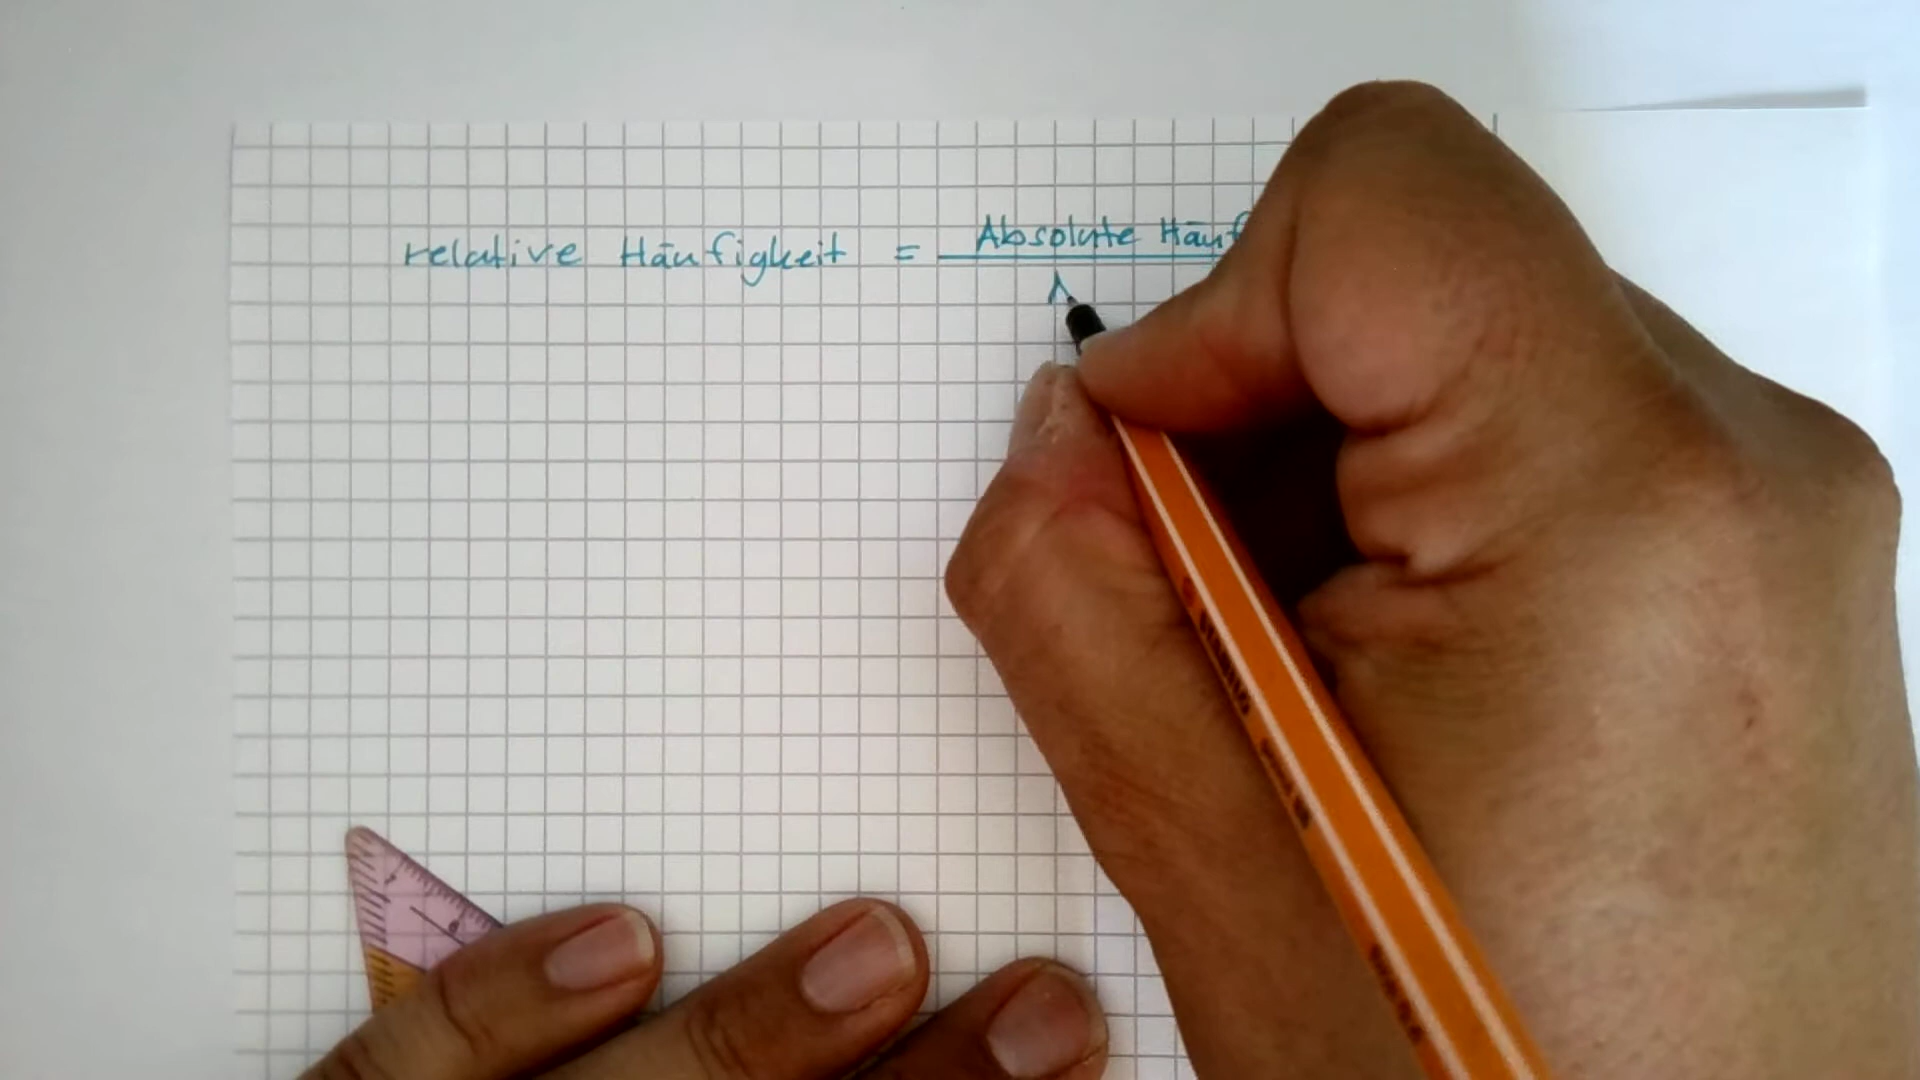 relative Häufigkeit = Absolute Häuf